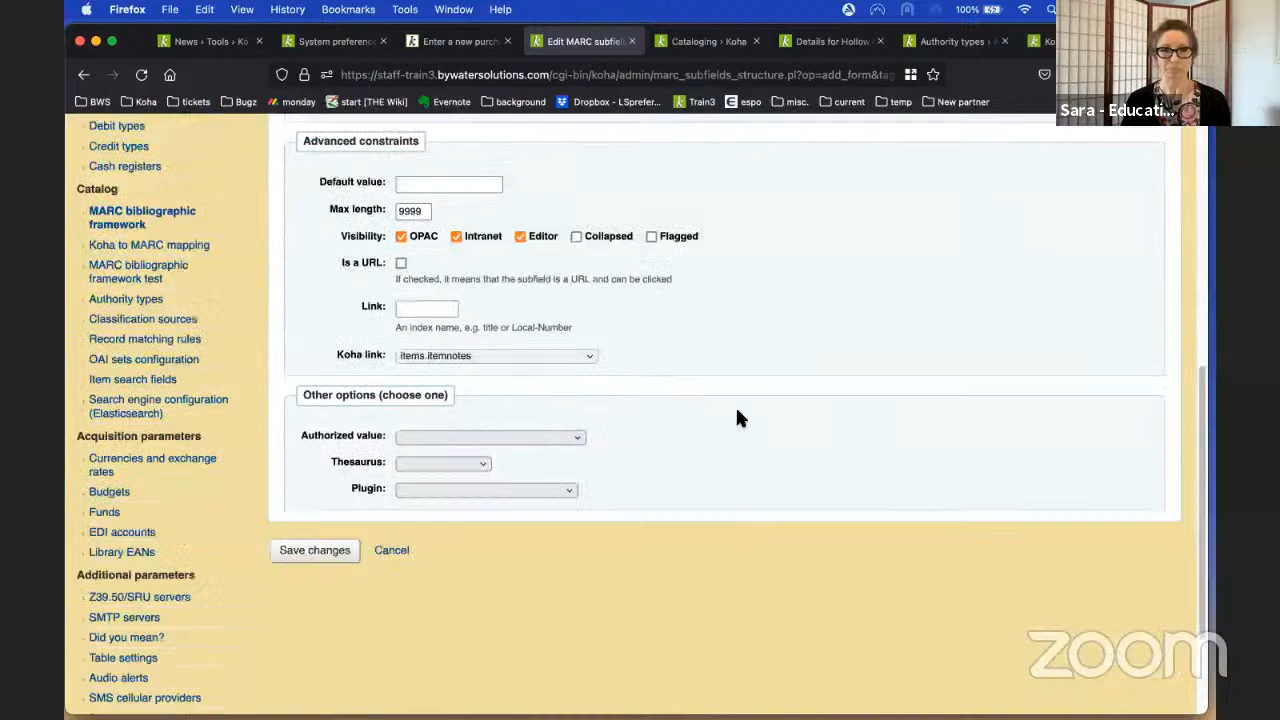 Firefox File Edit View History Bookmarks Tools Window Help 100%
News › Tools › Ko System preferenc Enter a new purc Edit MARC subfiel Cataloging › Koha Details for Hollow Authority types › Ko
https://staff-train3.bywatersolutions.com/cgi-bin/koha/admin/marc_subfields_structure.pl?op=add_form&tag
BWS Koha tickets Bugz monday start [THE Wiki] Evernote background Dropbox - LSprefer... Train3 espo misc. current temp New partner
Sara - Educati...
Debit types
Credit types
Cash registers
Catalog
MARC bibliographic
framework
Koha to MARC mapping
MARC bibliographic
framework test
Authority types
Classification sources
Record matching rules
OAI sets configuration
Item search fields
Search engine configuration
(Elasticsearch)
Acquisition parameters
Currencies and exchange
rates
Budgets
Funds
EDI accounts
Library EANs
Additional parameters
Z39.50/SRU servers
SMTP servers
Did you mean?
Table settings
Audio alerts
SMS cellular providers
Advanced constraints
Default value:
Max length: 9999
Visibility: OPAC Intranet Editor Collapsed Flagged
Is a URL:
If checked, it means that the subfield is a URL and can be clicked
Link:
An index name, e.g. title or Local-Number
Koha link: items.itemnotes
Other options (choose one)
Authorized value:
Thesaurus:
Plugin:
Save changes Cancel
zoom